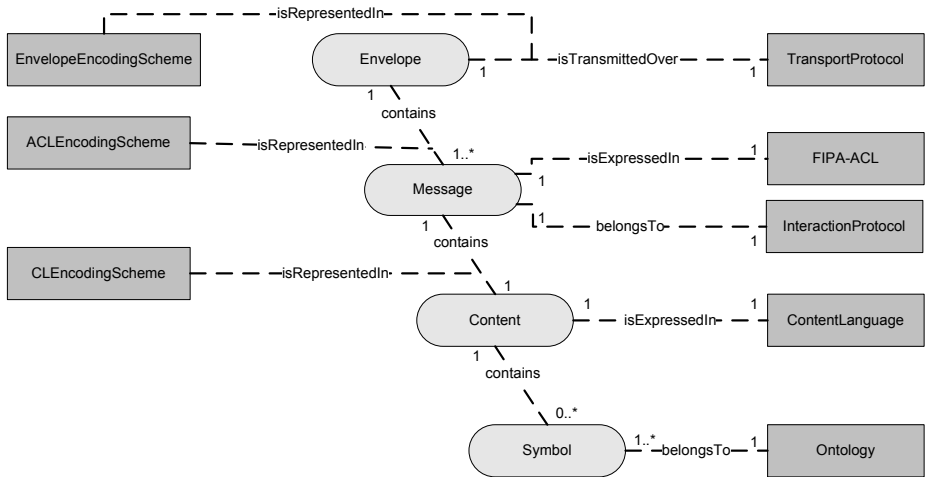 isRepresentedIn
EnvelopeEncodingScheme
Envelope
1
isTransmittedOver
1
TransportProtocol
1
contains
ACLEncodingScheme
isRepresentedIn
1..*
Message
1
isExpressedIn
1
FIPA-ACL
1
belongsTo
1
InteractionProtocol
1
contains
CLEncodingScheme
isRepresentedIn
1
Content
1
isExpressedIn
1
ContentLanguage
1
contains
0..*
Symbol
1..*
belongsTo
1
Ontology